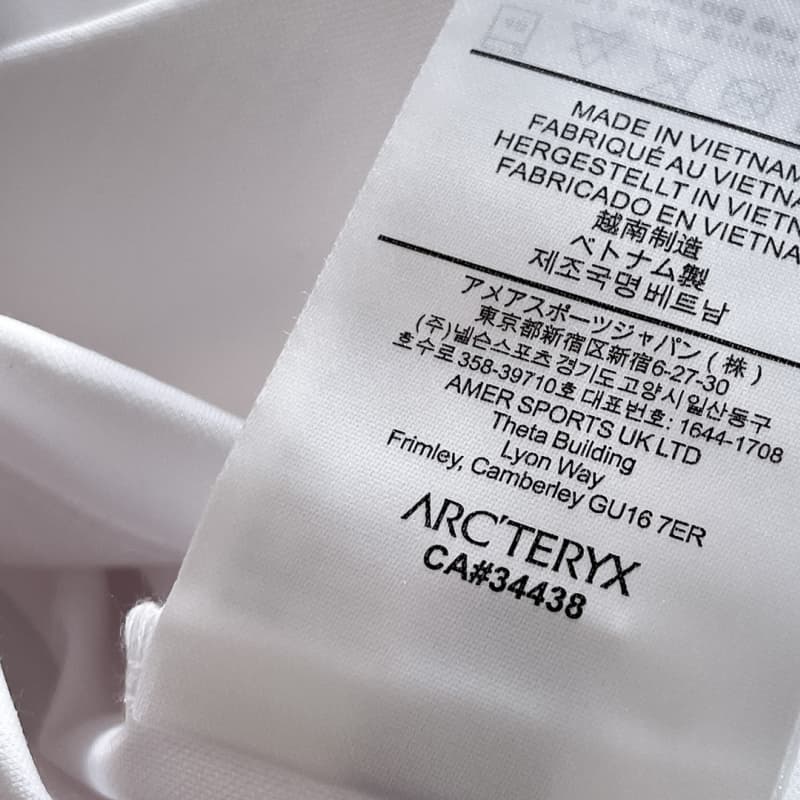 MADE IN VIETNAM
FABRIQUÉ AU VIETNA
HERGESTELLT IN VIETN
FABRICADO EN VIETNA
越南制造
ベトナム製
제조국명 베트남
アメアスポーツジャパン ( 株 )
東京都新宿区新宿6-27-30
(주)넬슨스포츠 경기도 고양시 일산동구
호수로 358-39710호 대표번호: 1644-1708
AMER SPORTS UK LTD
Theta Building
Lyon Way
Frimley, Camberley GU16 7ER
ARC'TERYX
CA#34438